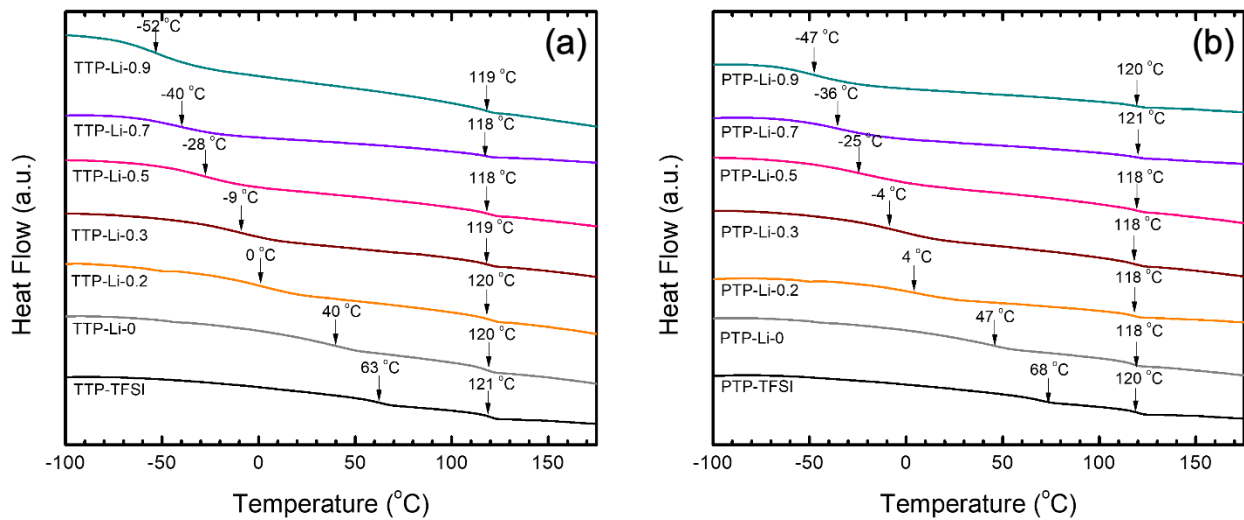 (a)
-52 °C
TTP-Li-0.9
119 °C
-40 °C
118 °C
TTP-Li-0.7
-28 °C
TTP-Li-0.5
118 °C
-9 °C
TTP-Li-0.3
119 °C
0 °C
TTP-Li-0.2
120 °C
40 °C
TTP-Li-0
120 °C
63 °C
TTP-TFSI
121 °C
Heat Flow (a.u.)
-100 -50 0 50 100 150
Temperature (°C)
(b)
-47 °C
PTP-Li-0.9
120 °C
-36 °C
121 °C
PTP-Li-0.7
-25 °C
PTP-Li-0.5
118 °C
-4 °C
PTP-Li-0.3
118 °C
4 °C
PTP-Li-0.2
118 °C
47 °C
PTP-Li-0
118 °C
68 °C
PTP-TFSI
120 °C
Heat Flow (a.u.)
-100 -50 0 50 100 150
Temperature (°C)